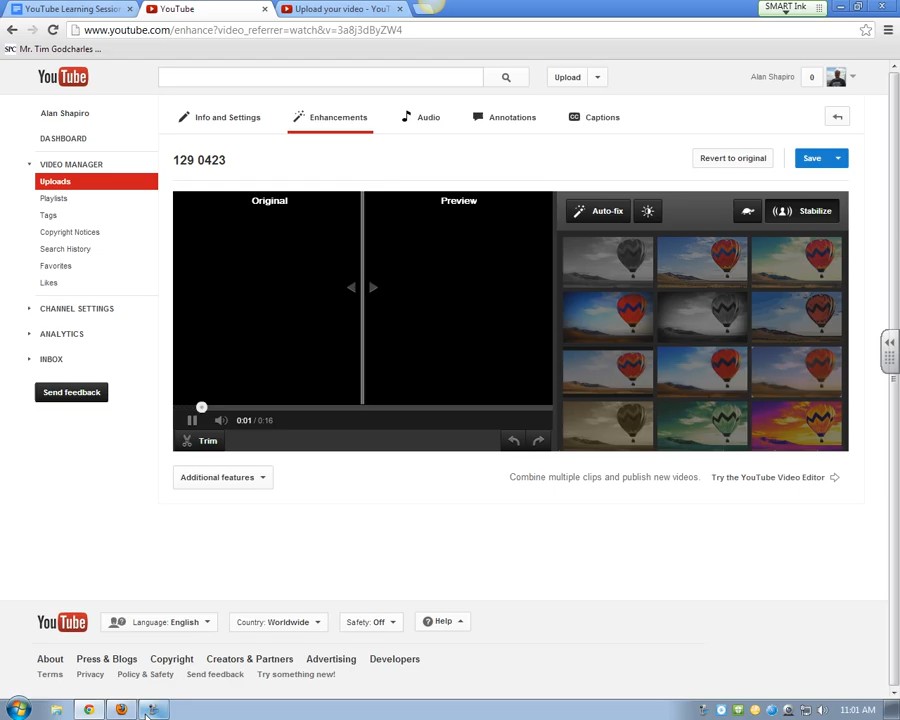 YouTube Learning Sessio
YouTube
Upload your video - YouT
SMART Ink
www.youtube.com/enhance?video_referrer=watch&v=3a8j3dByZW4
SPC Mr. Tim Godcharles ...
YouTube
Upload
Alan Shapiro
0
Alan Shapiro
DASHBOARD
VIDEO MANAGER
Uploads
Playlists
Tags
Copyright Notices
Search History
Favorites
Likes
CHANNEL SETTINGS
ANALYTICS
INBOX
Send feedback
Info and Settings
Enhancements
Audio
Annotations
CC Captions
129 0423
Revert to original
Save
Original
Preview
Auto-fix
Stabilize
0:01 / 0:16
Trim
Additional features
Combine multiple clips and publish new videos. Try the YouTube Video Editor
YouTube
Language: English
Country: Worldwide
Safety: Off
Help
About Press & Blogs Copyright Creators & Partners Advertising Developers
Terms Privacy Policy & Safety Send feedback Try something new!
11:01 AM